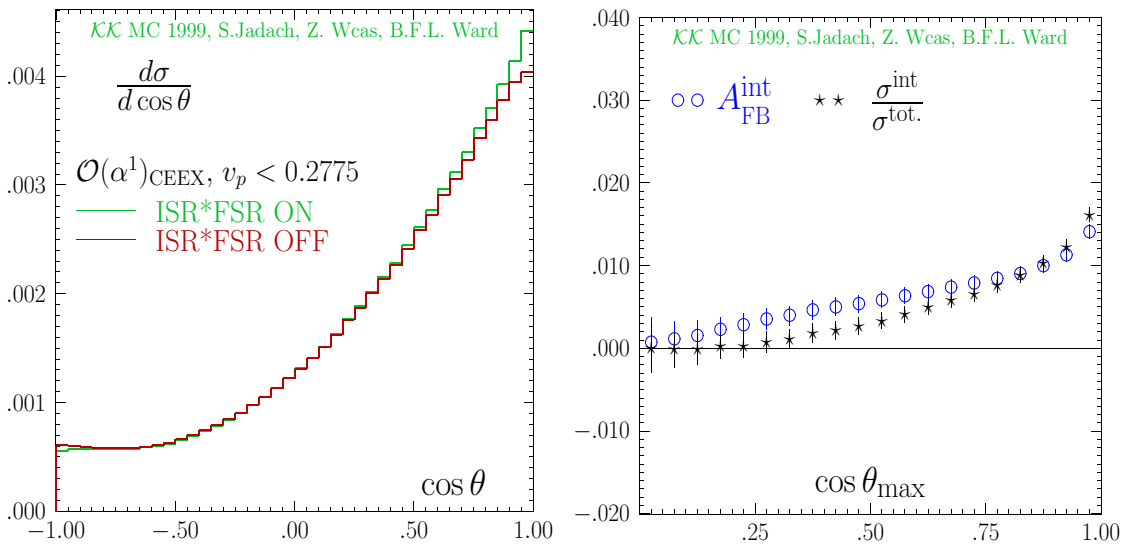 𝒦𝒦 MC 1999, S.Jadach, Z. Wcas, B.F.L. Ward
dσ
d cos θ
𝒪(α¹)CEEX, vₚ < 0.2775
ISR*FSR ON
ISR*FSR OFF
.004
.003
.002
.001
.000
cos θ
−1.00
−0.50
.00
.50
1.00
𝒦𝒦 MC 1999, S.Jadach, Z. Wcas, B.F.L. Ward
A_FB^int
σ^int
σ^tot.
.040
.030
.020
.010
.000
−.010
−.020
cos θ_max
.25
.50
.75
1.00